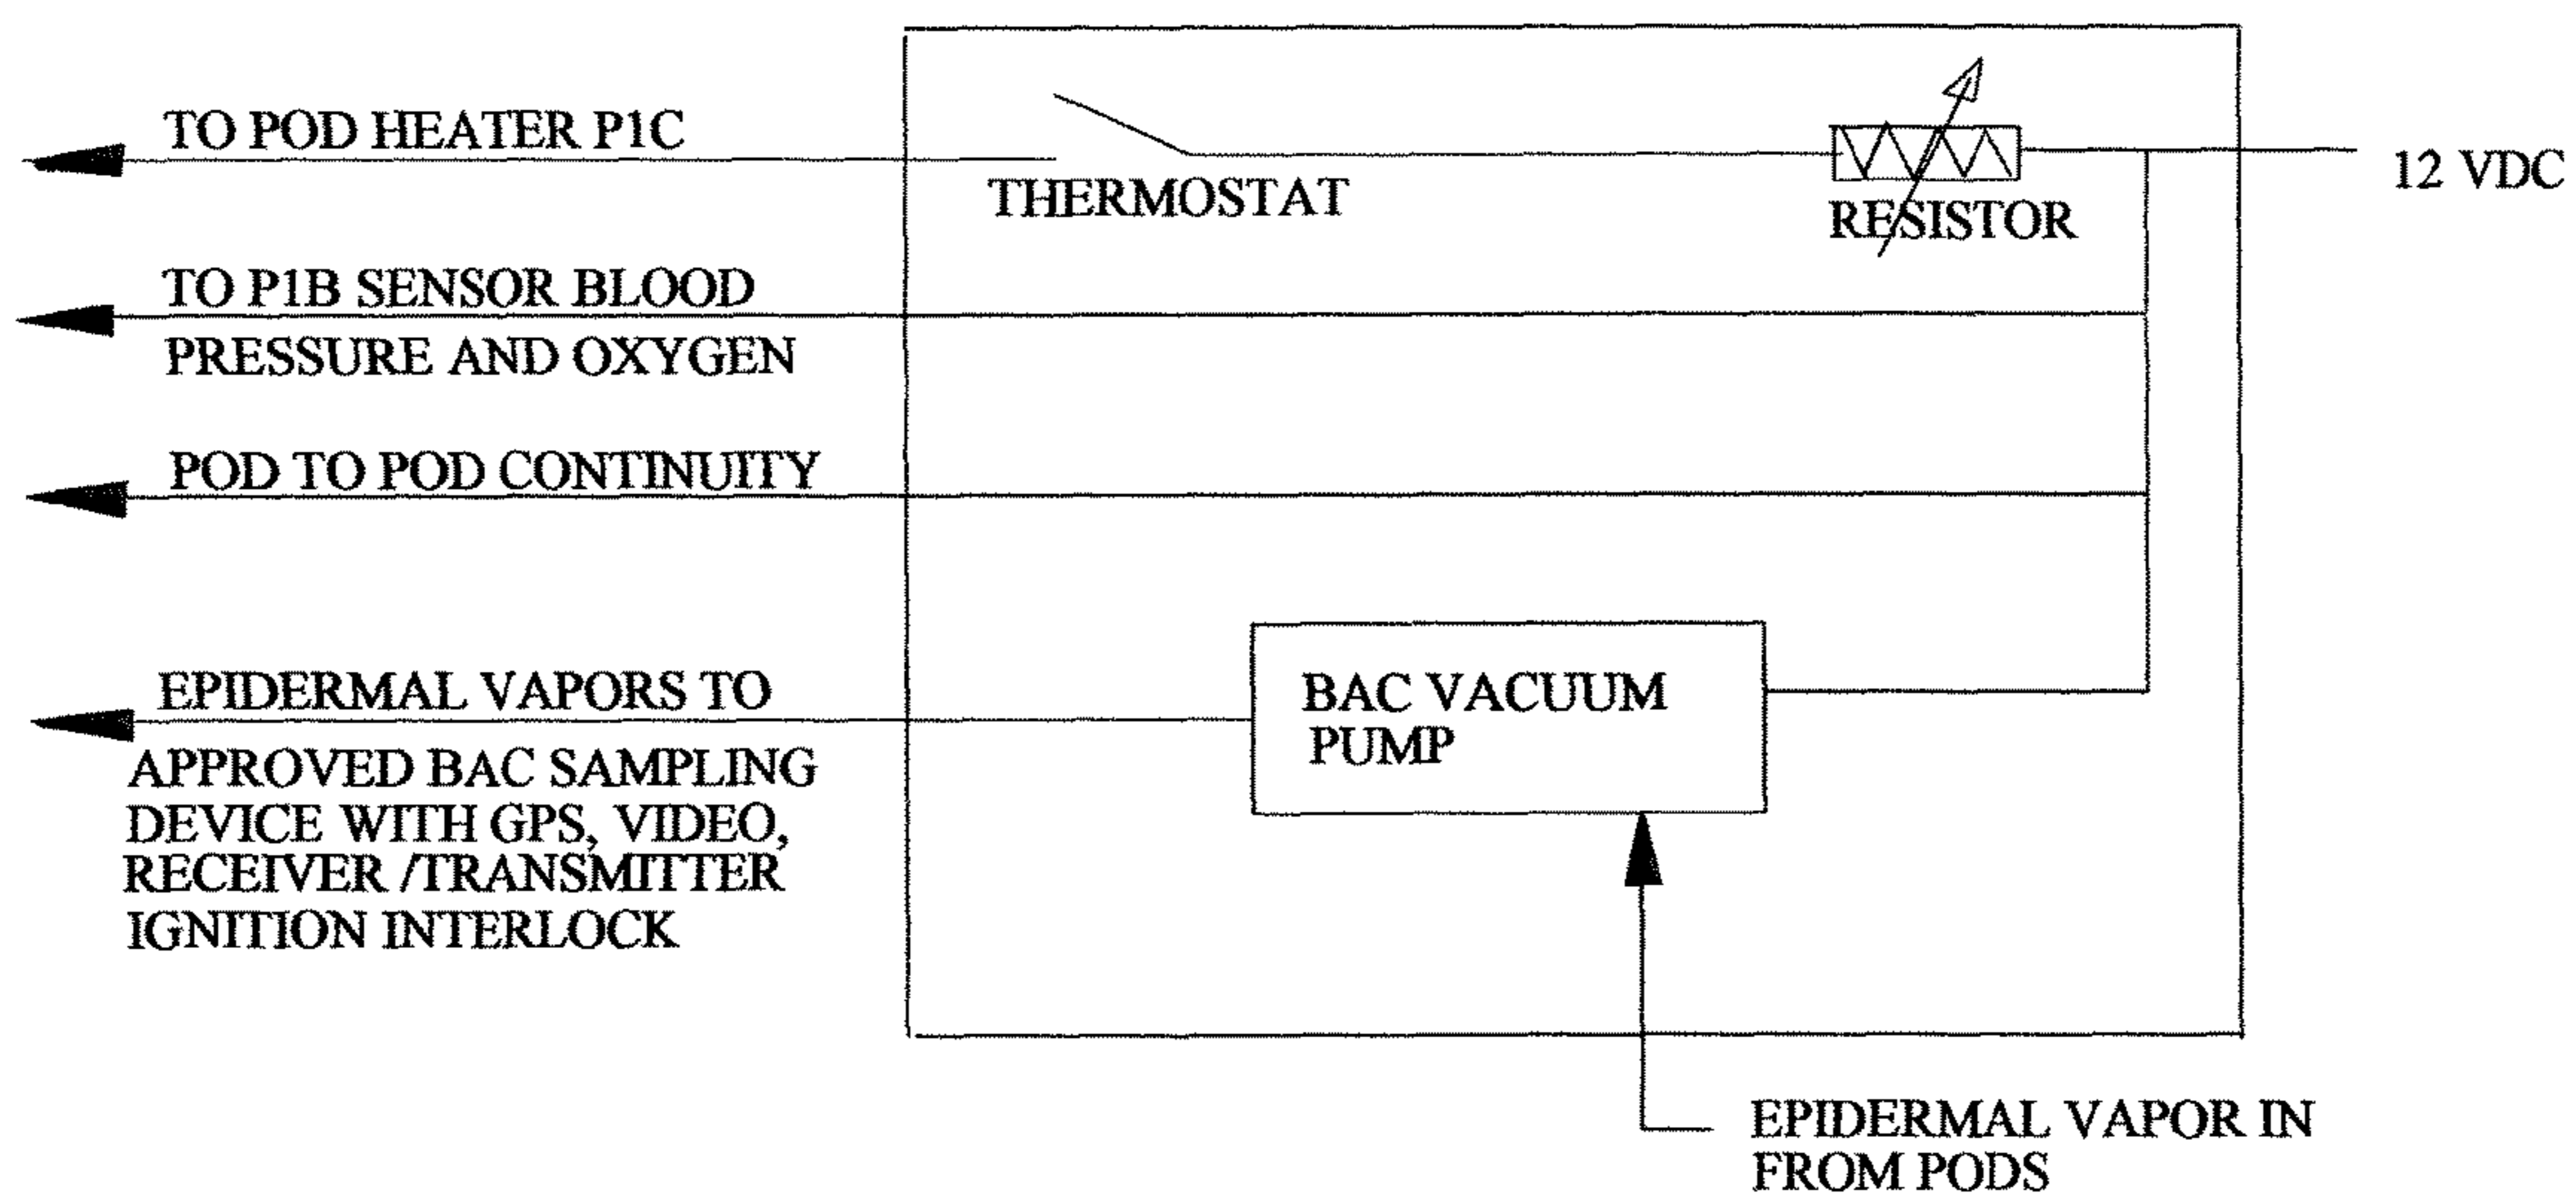 TO POD HEATER P1C
THERMOSTAT
RESISTOR
12 VDC
TO P1B SENSOR BLOOD
PRESSURE AND OXYGEN
POD TO POD CONTINUITY
EPIDERMAL VAPORS TO
APPROVED BAC SAMPLING
DEVICE WITH GPS, VIDEO,
RECEIVER /TRANSMITTER
IGNITION INTERLOCK
BAC VACUUM
PUMP
EPIDERMAL VAPOR IN
FROM PODS